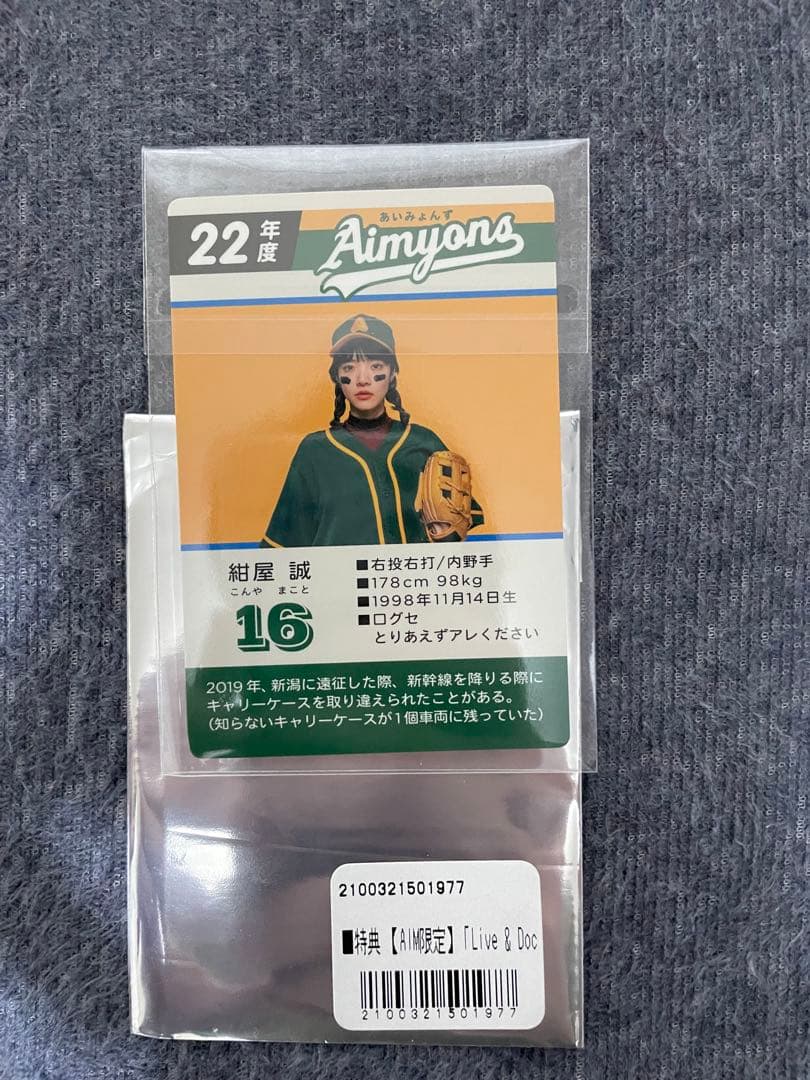 22年度
あいみょんず
Aimyons
紺屋 誠
こんや まこと
16
■右投右打/内野手
■178cm 98kg
■1998年11月14日生
■口グセ
とりあえずアレください
2019年、新潟に遠征した際、新幹線を降りる際に
キャリーケースを取り違えられたことがある。
(知らないキャリーケースが1個車両に残っていた)
2100321501977
■特典【AIM限定】「Live & Doc
2100321501977